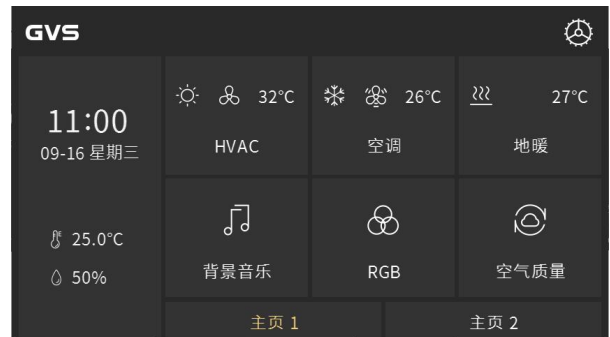 GVS
11:00
09-16 星期三
25.0°C
50%
32°C
HVAC
26°C
空调
27°C
地暖
背景音乐
RGB
空气质量
主页 1
主页 2